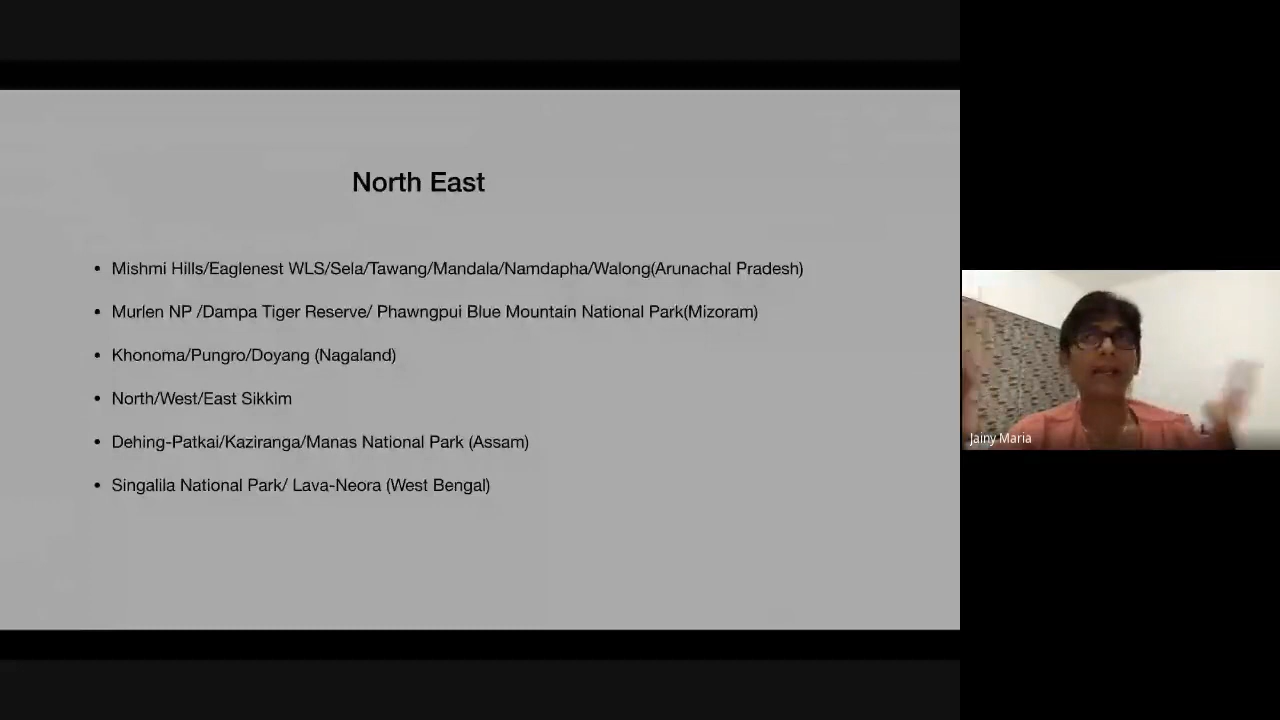 North East
• Mishmi Hills/Eaglenest WLS/Sela/Tawang/Mandala/Namdapha/Walong(Arunachal Pradesh)
• Murlen NP /Dampa Tiger Reserve/ Phawngpui Blue Mountain National Park(Mizoram)
• Khonoma/Pungro/Doyang (Nagaland)
• North/West/East Sikkim
• Dehing-Patkai/Kaziranga/Manas National Park (Assam)
• Singalila National Park/ Lava-Neora (West Bengal)
Jainy Maria